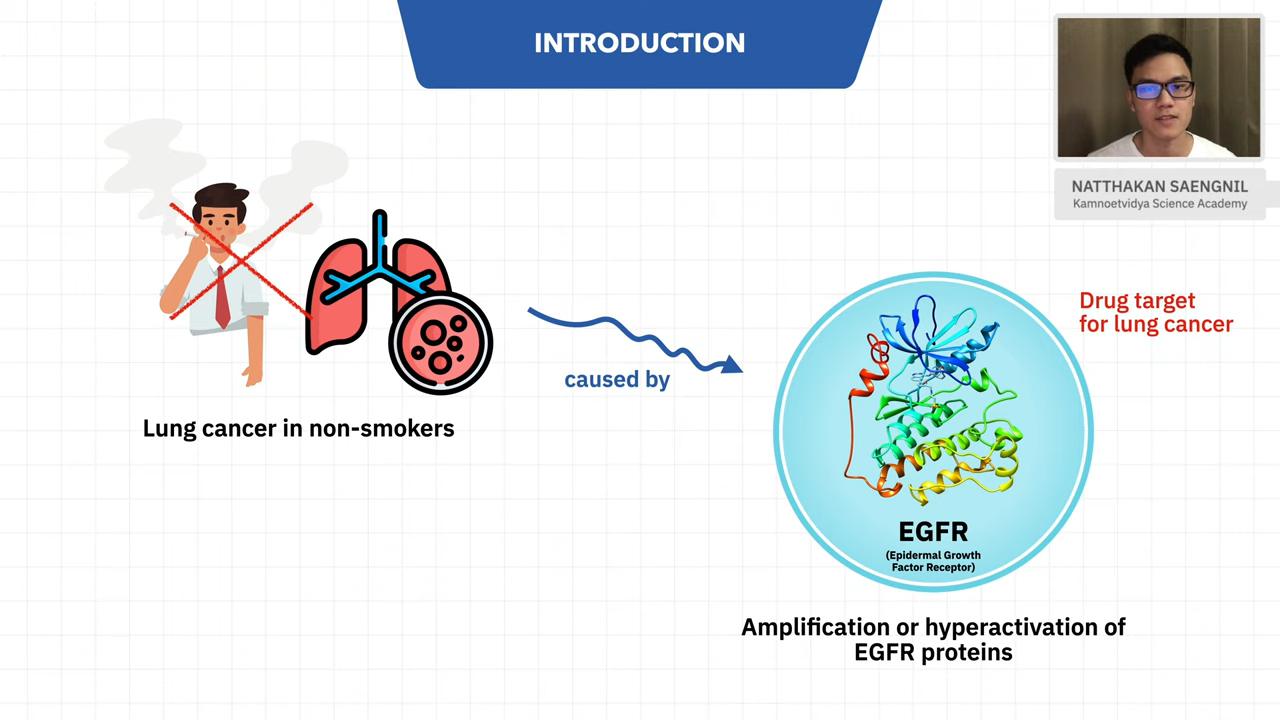 INTRODUCTION
NATTHAKAN SAENGNIL
Kamnoetvidya Science Academy
Drug target
for lung cancer
caused by
Lung cancer in non-smokers
EGFR
(Epidermal Growth
Factor Receptor)
Amplification or hyperactivation of
EGFR proteins